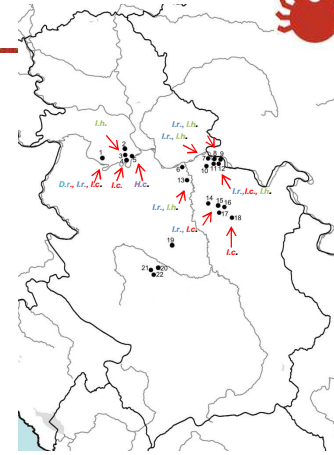 I.h.
I.r., I.h.
I.r., I.h.
2
1
3
4
5
7
8
9
6
10
11
12
D.r., I.r., I.c.
I.c.
H.c.
13
I.r.,I.c., I.h.
I.r., I.h.
14
15
16
17
18
I.r., I.c.
19
I.c.
21
20
22